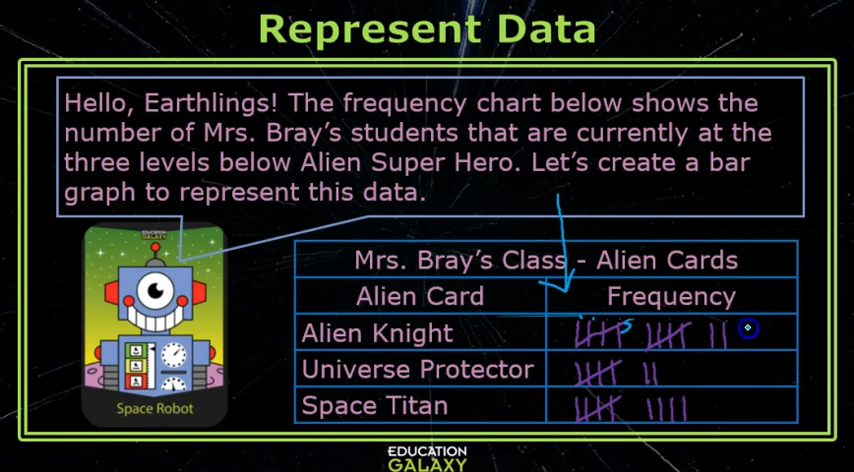 Represent Data
Hello, Earthlings! The frequency chart below shows the
number of Mrs. Bray's students that are currently at the
three levels below Alien Super Hero. Let's create a bar
graph to represent this data.
EDUCATION
GALAXY
Space Robot
Mrs. Bray's Class - Alien Cards
Alien Card Frequency
Alien Knight 5
Universe Protector
Space Titan
EDUCATION
GALAXY